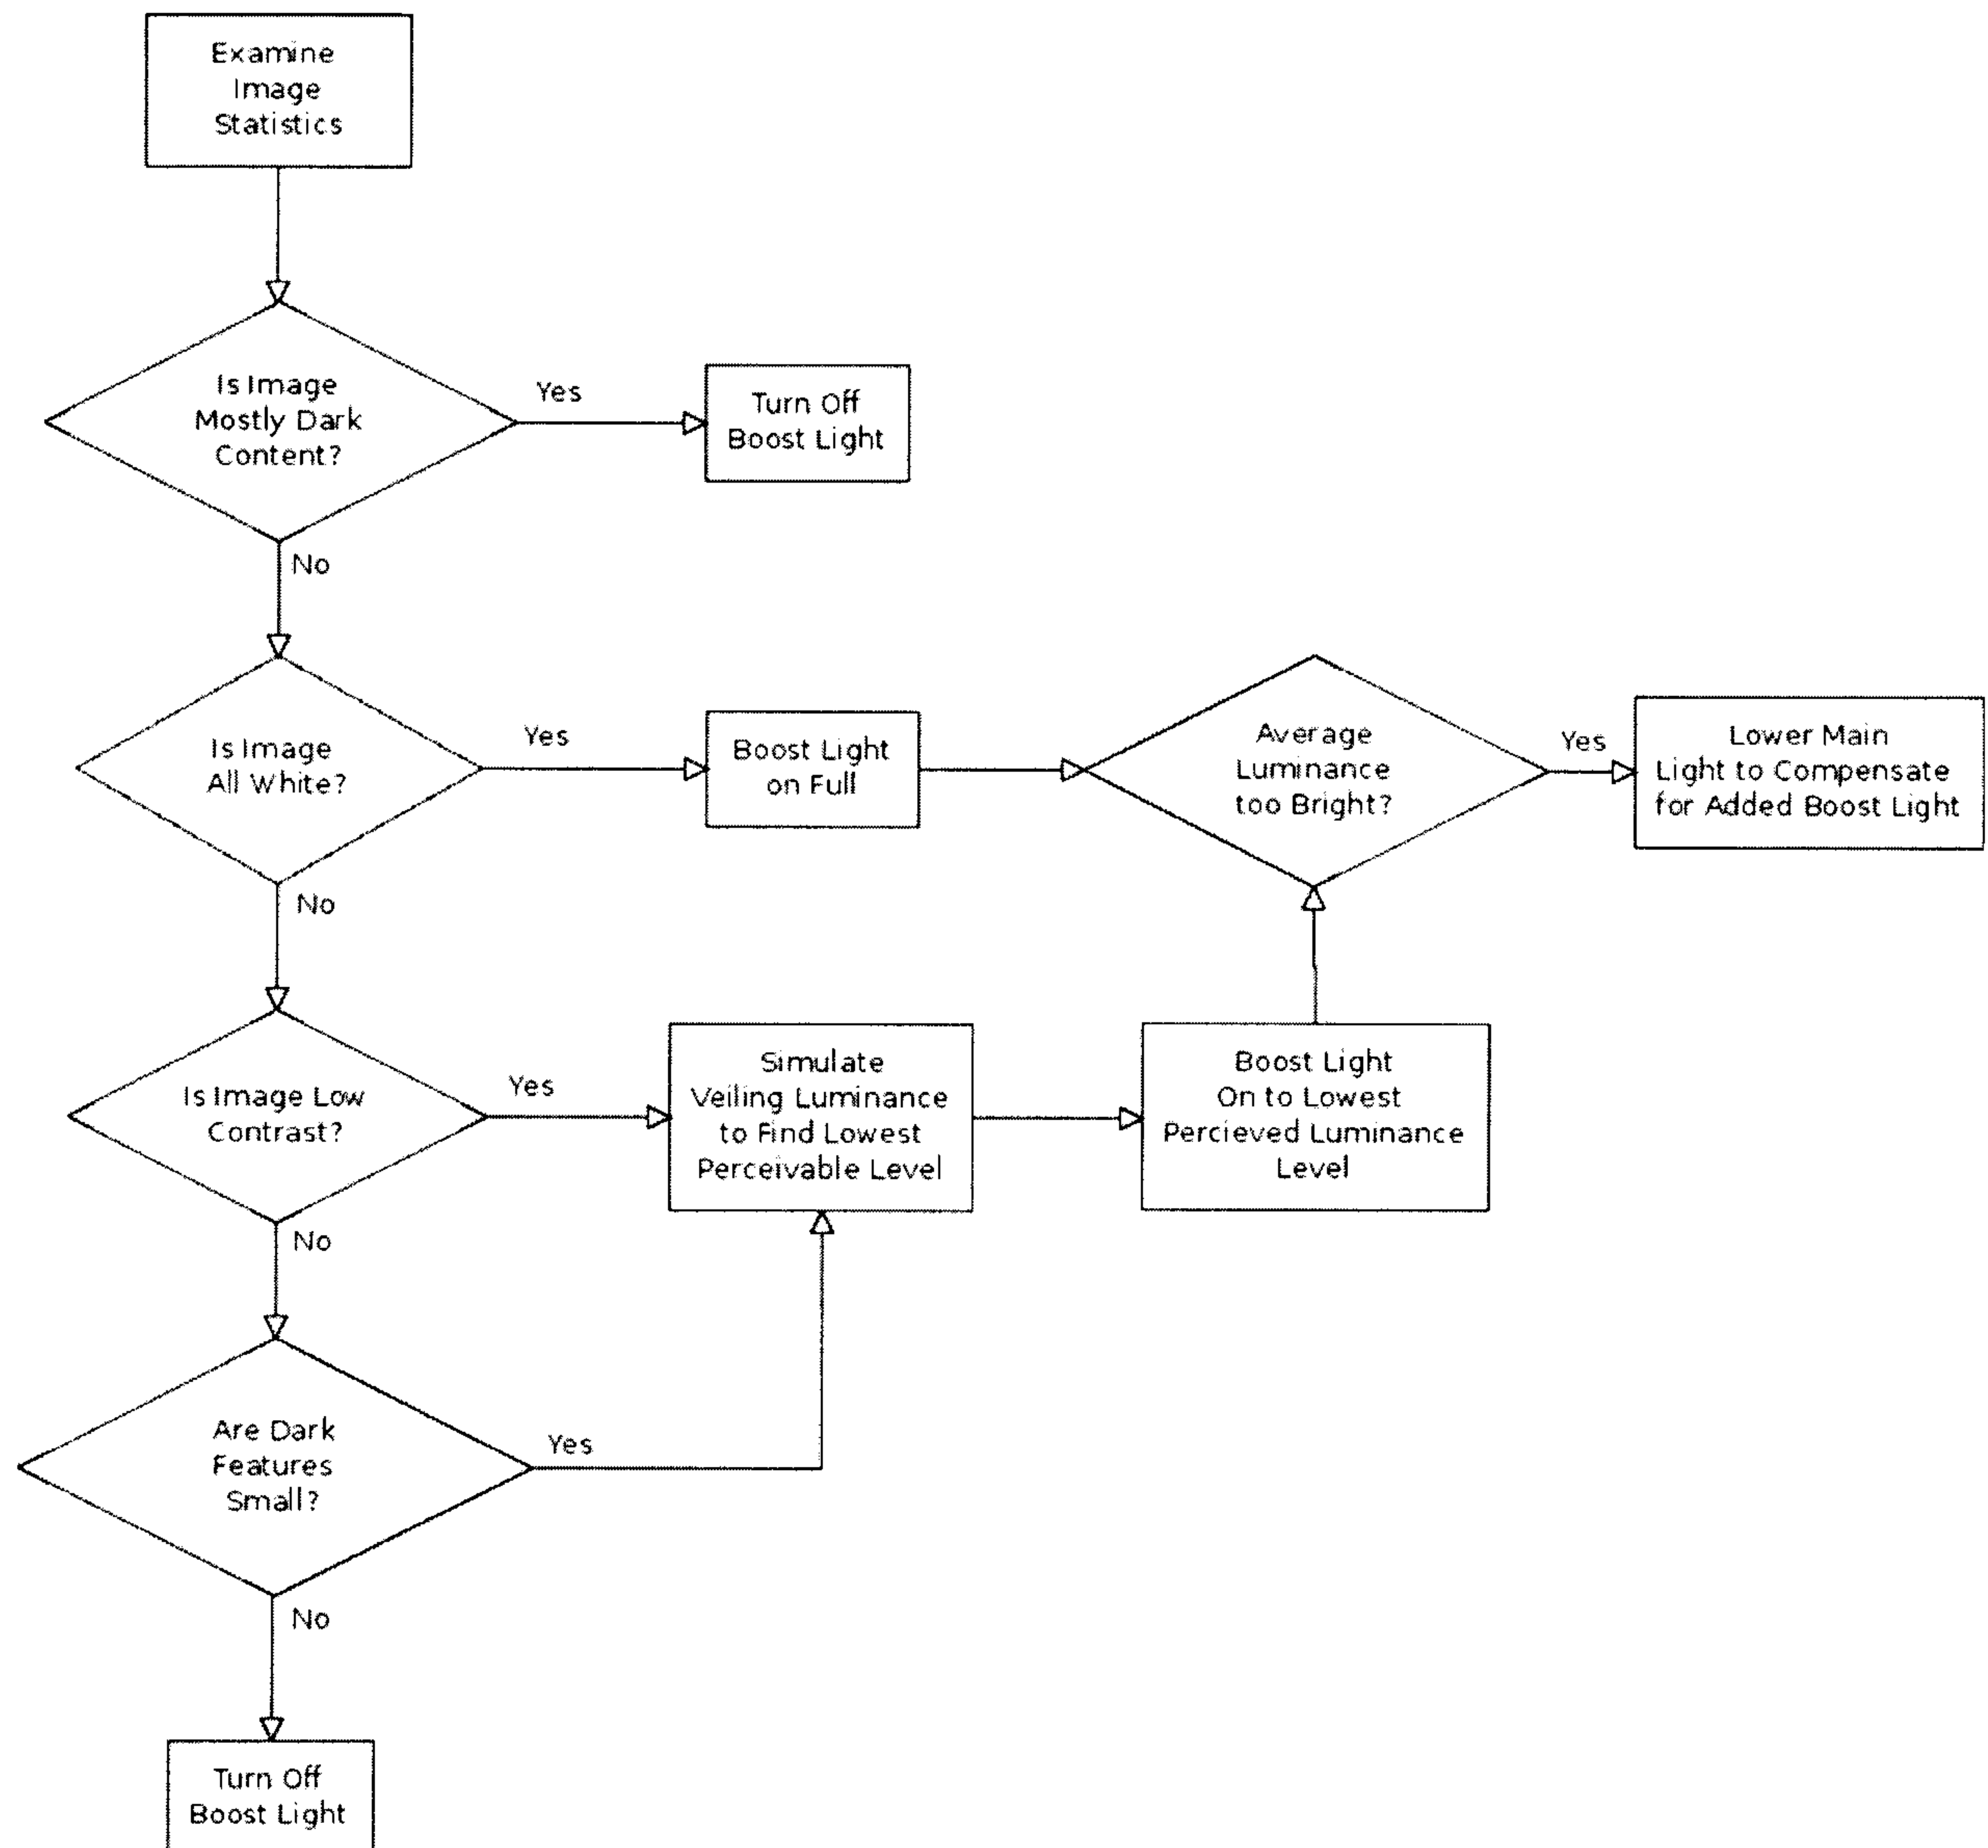 Examine
Image
Statistics
Is Image
Mostly Dark
Content?
Yes
Turn Off
Boost Light
No
Is Image
All White?
Yes
Boost Light
on Full
Average
Luminance
too Bright?
Yes
Lower Main
Light to Compensate
for Added Boost Light
No
Is Image Low
Contrast?
Yes
Simulate
Veiling Luminance
to Find Lowest
Perceivable Level
Boost Light
On to Lowest
Percieved Luminance
Level
No
Are Dark
Features
Small?
Yes
No
Turn Off
Boost Light